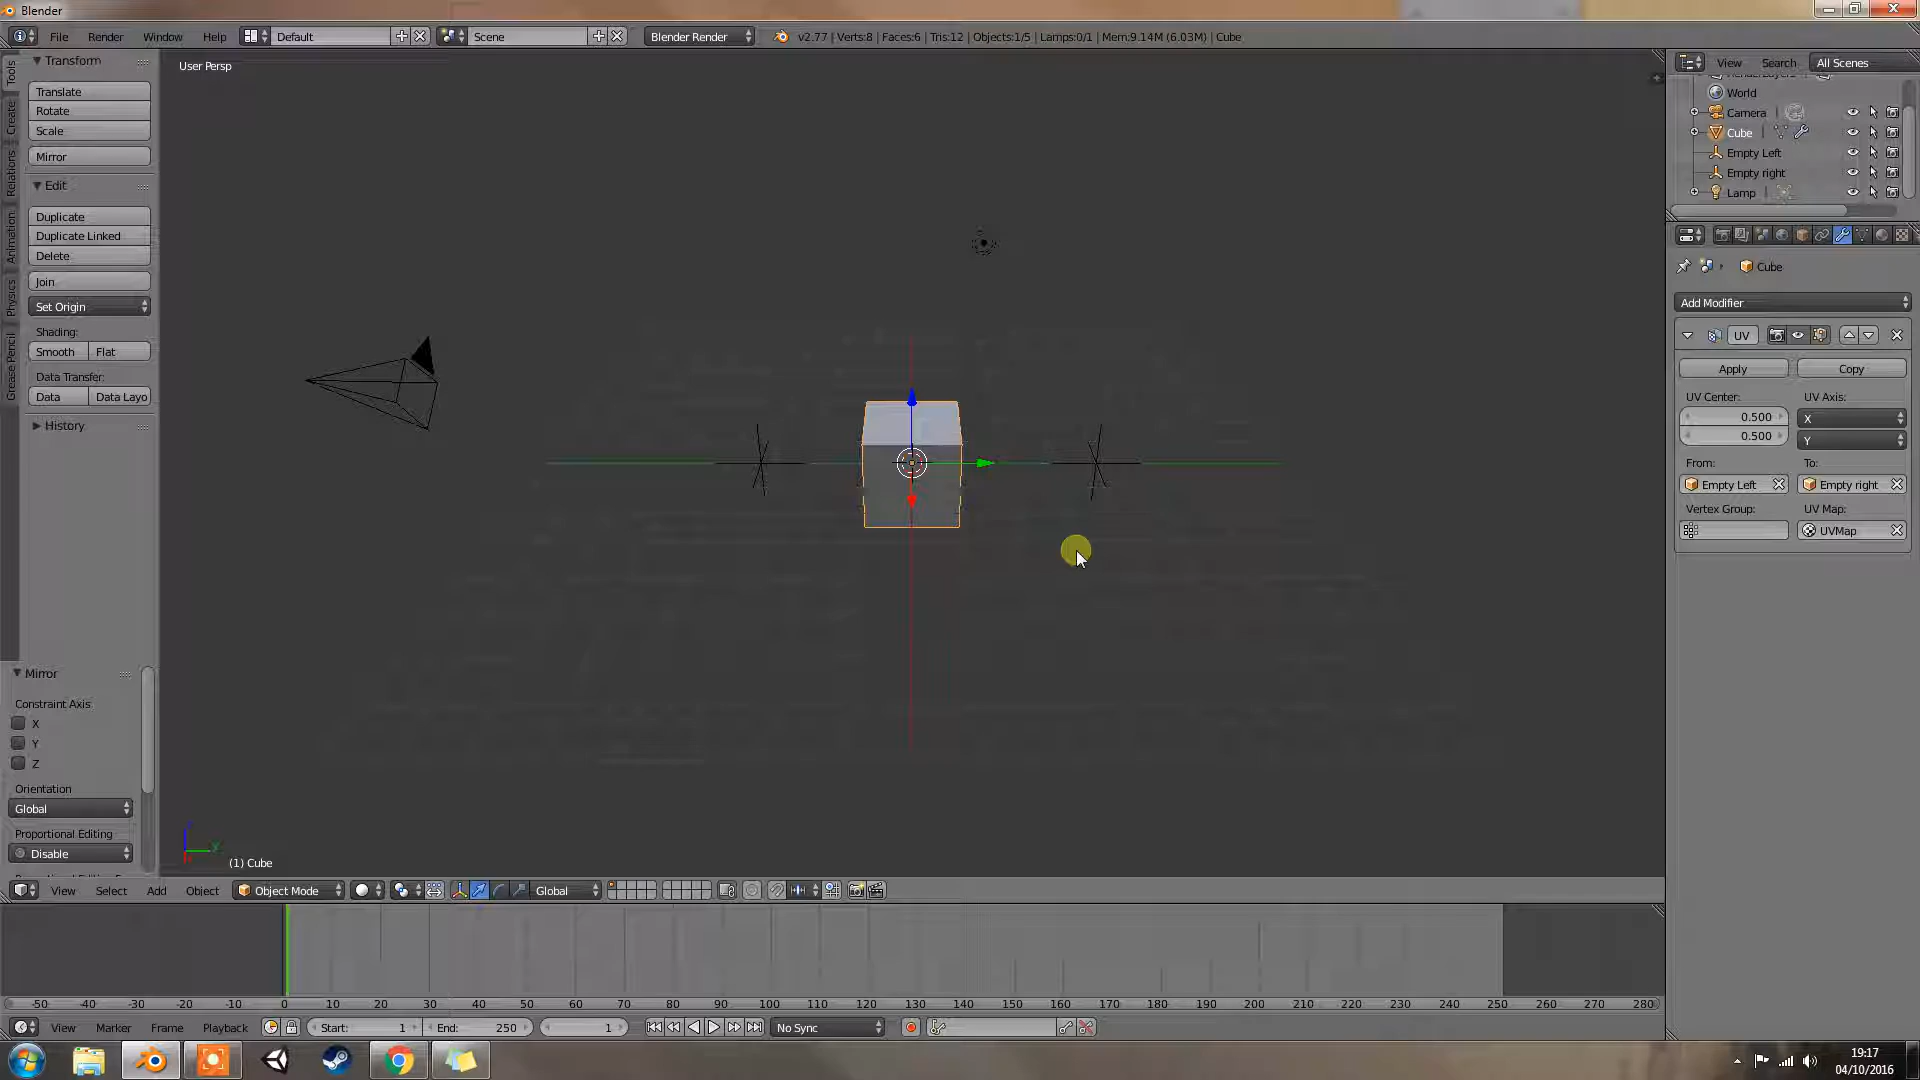 Blender
File Render Window Help Default Scene Blender Render v2.77 | Verts:8 | Faces:6 | Tris:12 | Objects:1/5 | Lamps:0/1 | Mem:9.14M (6.03M) | Cube
Tools
Create
Relations
Animation
Physics
Grease Pencil
Transform
Translate
Rotate
Scale
Mirror
Edit
Duplicate
Duplicate Linked
Delete
Join
Set Origin
Shading:
Smooth Flat
Data Transfer:
Data Data Layo
History
Mirror
Constraint Axis
X
Y
Z
Orientation
Global
Proportional Editing
Disable
User Persp
(1) Cube
View Search All Scenes
World
Camera
Cube
Empty Left
Empty right
Lamp
Cube
Add Modifier
UV
Apply Copy
UV Center: UV Axis:
0.500 X
0.500 Y
From: To:
Empty Left Empty right
Vertex Group: UV Map:
UVMap
View Select Add Object Object Mode Global
-50 -40 -30 -20 -10 0 10 20 30 40 50 60 70 80 90 100 110 120 130 140 150 160 170 180 190 200 210 220 230 240 250 260 270 280
View Marker Frame Playback Start: 1 End: 250 1 No Sync
19:17
04/10/2016